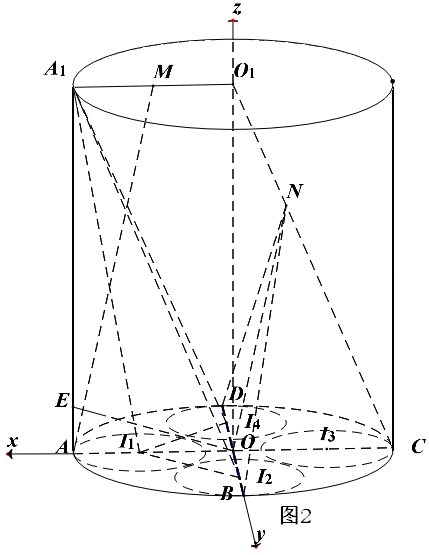 z
A1 M O1
N
E D
x A I1 I4 O I3 C
B I2
y 图2